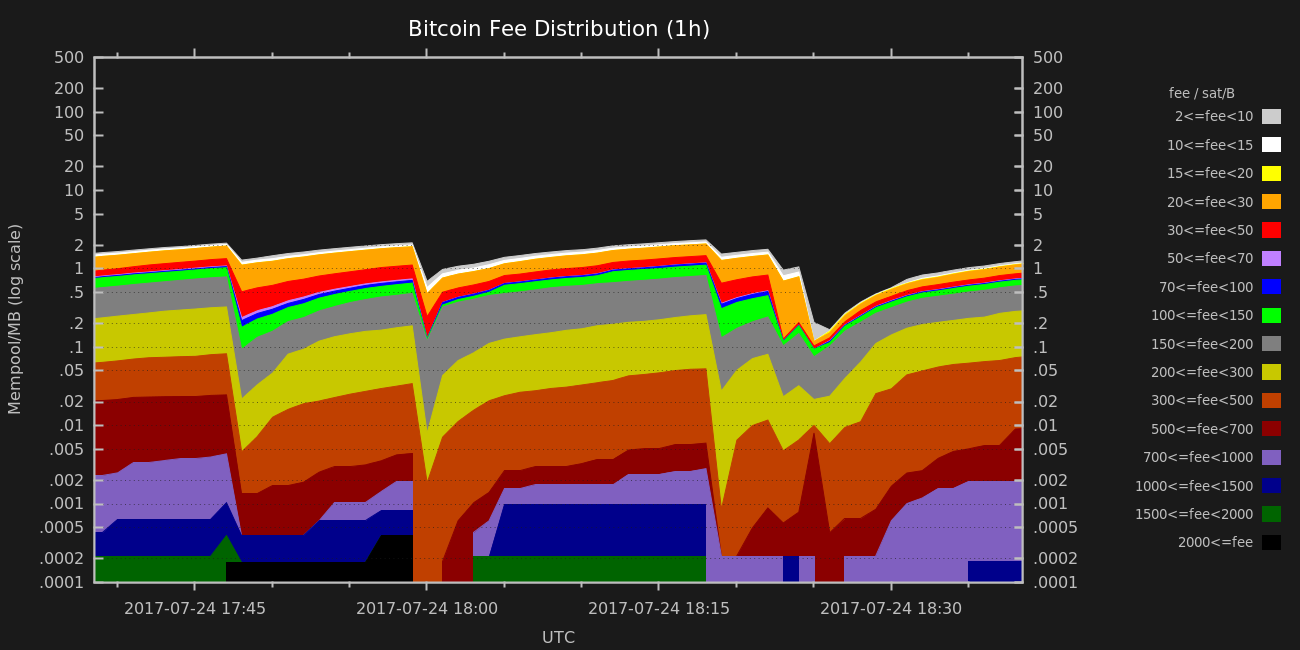 Bitcoin Fee Distribution (1h)
Mempool/MB (log scale)
500
200
100
50
20
10
5
2
1
.5
.2
.1
.05
.02
.01
.005
.002
.001
.0005
.0002
.0001
500
200
100
50
20
10
5
2
1
.5
.2
.1
.05
.02
.01
.005
.002
.001
.0005
.0002
.0001
fee / sat/B
2<=fee<10
10<=fee<15
15<=fee<20
20<=fee<30
30<=fee<50
50<=fee<70
70<=fee<100
100<=fee<150
150<=fee<200
200<=fee<300
300<=fee<500
500<=fee<700
700<=fee<1000
1000<=fee<1500
1500<=fee<2000
2000<=fee
2017-07-24 17:45 2017-07-24 18:00 2017-07-24 18:15 2017-07-24 18:30
UTC